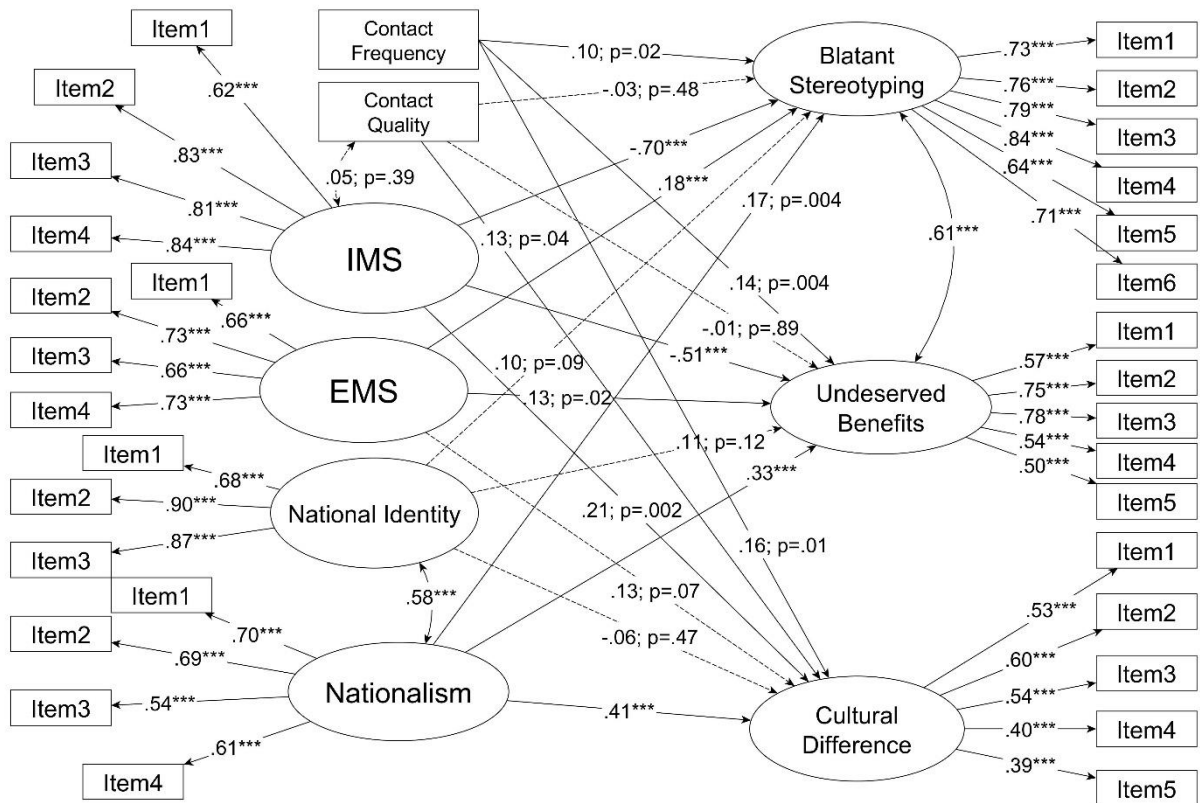 Item1
Item2
Item3
Item4
.62***
.83***
.81***
.84***
IMS
Contact
Frequency
Contact
Quality
.05; p=.39
Item1
Item2
Item3
Item4
.66***
.73***
.66***
.73***
EMS
Item1
Item2
Item3
.68***
.90***
.87***
National Identity
.58***
Item1
Item2
Item3
Item4
.70***
.69***
.54***
.61***
Nationalism
.10; p=.02
-.03; p=.48
-.70***
.18***
.17; p=.004
.13; p=.04
.14; p=.004
-.01; p=.89
-.51***
.10; p=.09
.13; p=.02
.11; p=.12
.33***
.21; p=.002
.16; p=.01
.13; p=.07
-.06; p=.47
.41***
Blatant
Stereotyping
.73***
.76***
.79***
.84***
.64***
.71***
Item1
Item2
Item3
Item4
Item5
Item6
.61***
Undeserved
Benefits
.57***
.75***
.78***
.54***
.50***
Item1
Item2
Item3
Item4
Item5
Cultural
Difference
.53***
.60***
.54***
.40***
.39***
Item1
Item2
Item3
Item4
Item5